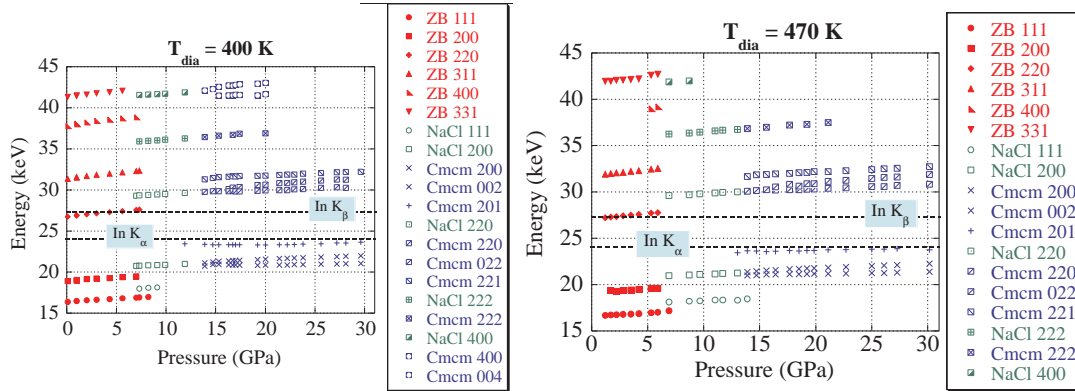 T_dia = 400 K
Energy (keV)
45
40
35
30
25
20
15
In K_β
In K_α
0 5 10 15 20 25 30
Pressure (GPa)
ZB 111
ZB 200
ZB 220
ZB 311
ZB 400
ZB 331
NaCl 111
NaCl 200
Cmcm 200
Cmcm 002
Cmcm 201
NaCl 220
Cmcm 220
Cmcm 022
Cmcm 221
NaCl 222
Cmcm 222
NaCl 400
Cmcm 400
Cmcm 004
T_dia = 470 K
Energy (keV)
45
40
35
30
25
20
15
In K_β
In K_α
0 5 10 15 20 25 30
Pressure (GPa)
ZB 111
ZB 200
ZB 220
ZB 311
ZB 400
ZB 331
NaCl 111
NaCl 200
Cmcm 200
Cmcm 002
Cmcm 201
NaCl 220
Cmcm 220
Cmcm 022
Cmcm 221
NaCl 222
Cmcm 222
NaCl 400